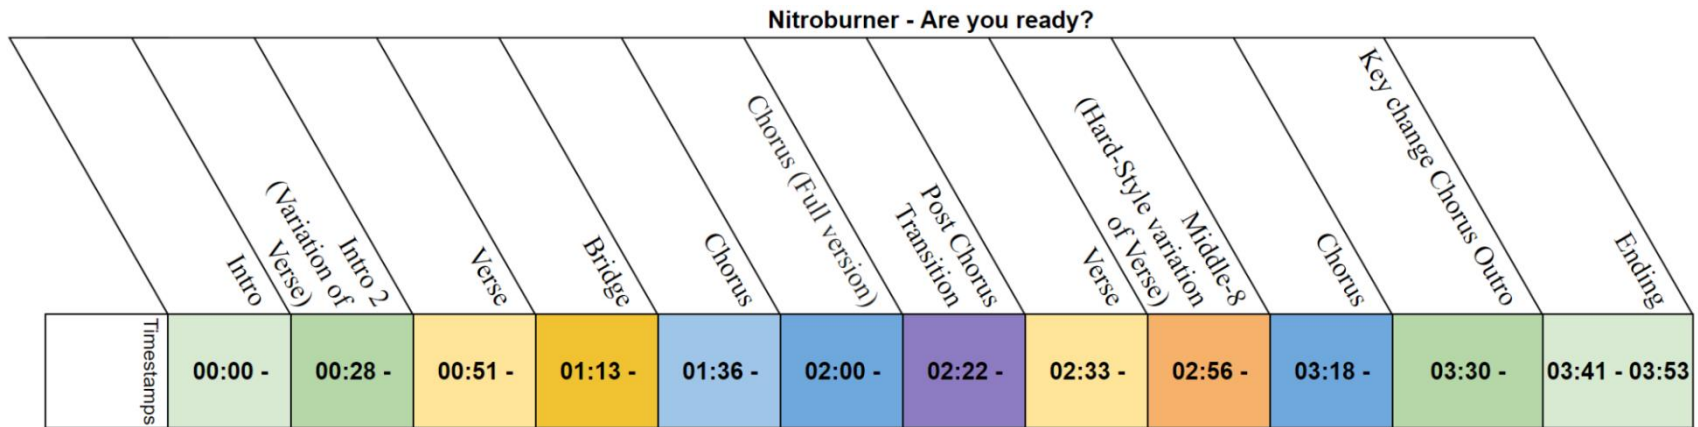 Nitroburner - Are you ready?
Intro
Intro 2
(Variation of
Verse)
Verse
Bridge
Chorus
Chorus (Full version)
Post Chorus
Transition
Verse
Middle-8
(Hard-Style variation
of Verse)
Chorus
Key change Chorus Outro
Ending
Timestamps
00:00 -
00:28 -
00:51 -
01:13 -
01:36 -
02:00 -
02:22 -
02:33 -
02:56 -
03:18 -
03:30 -
03:41 - 03:53